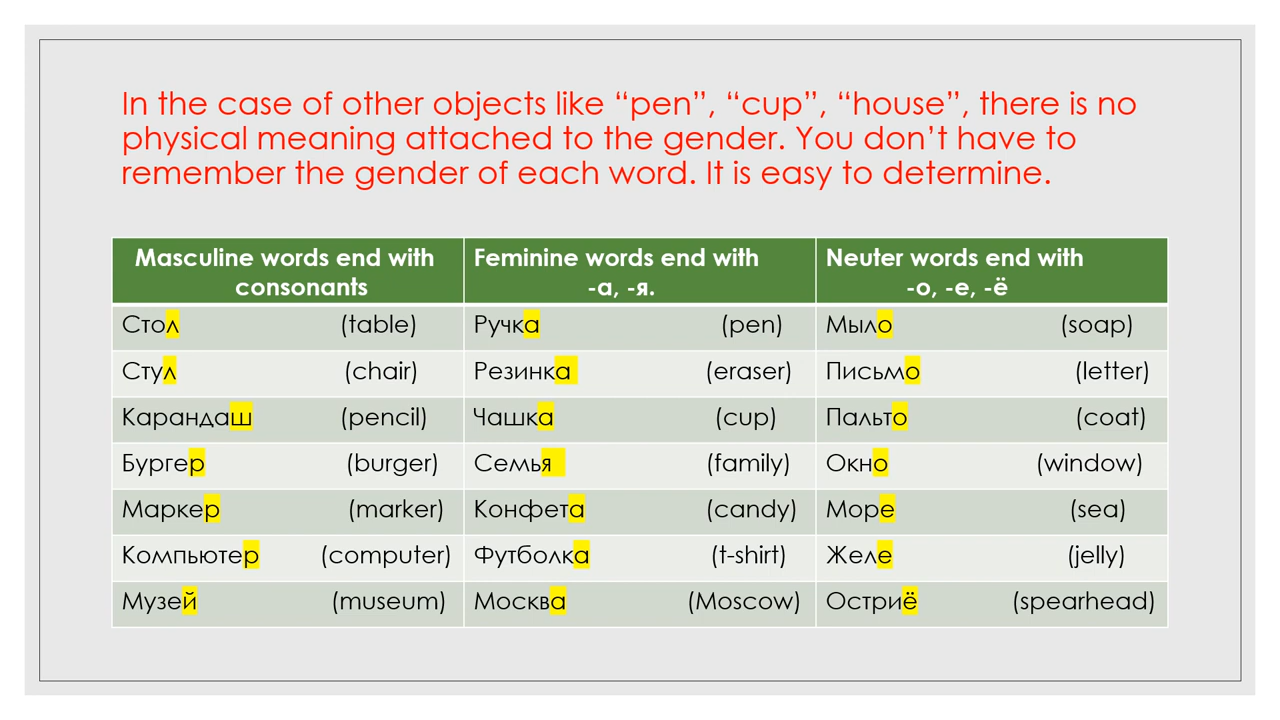 In the case of other objects like “pen”, “cup”, “house”, there is no
physical meaning attached to the gender. You don’t have to
remember the gender of each word. It is easy to determine.
Masculine words end with
consonants
Feminine words end with
-а, -я.
Neuter words end with
-о, -е, -ё
Стол (table) Ручка (pen) Мыло (soap)
Стул (chair) Резинка (eraser) Письмо (letter)
Карандаш (pencil) Чашка (cup) Пальто (coat)
Бургер (burger) Семья (family) Окно (window)
Маркер (marker) Конфета (candy) Море (sea)
Компьютер (computer) Футболка (t-shirt) Желе (jelly)
Музей (museum) Москва (Moscow) Остриё (spearhead)